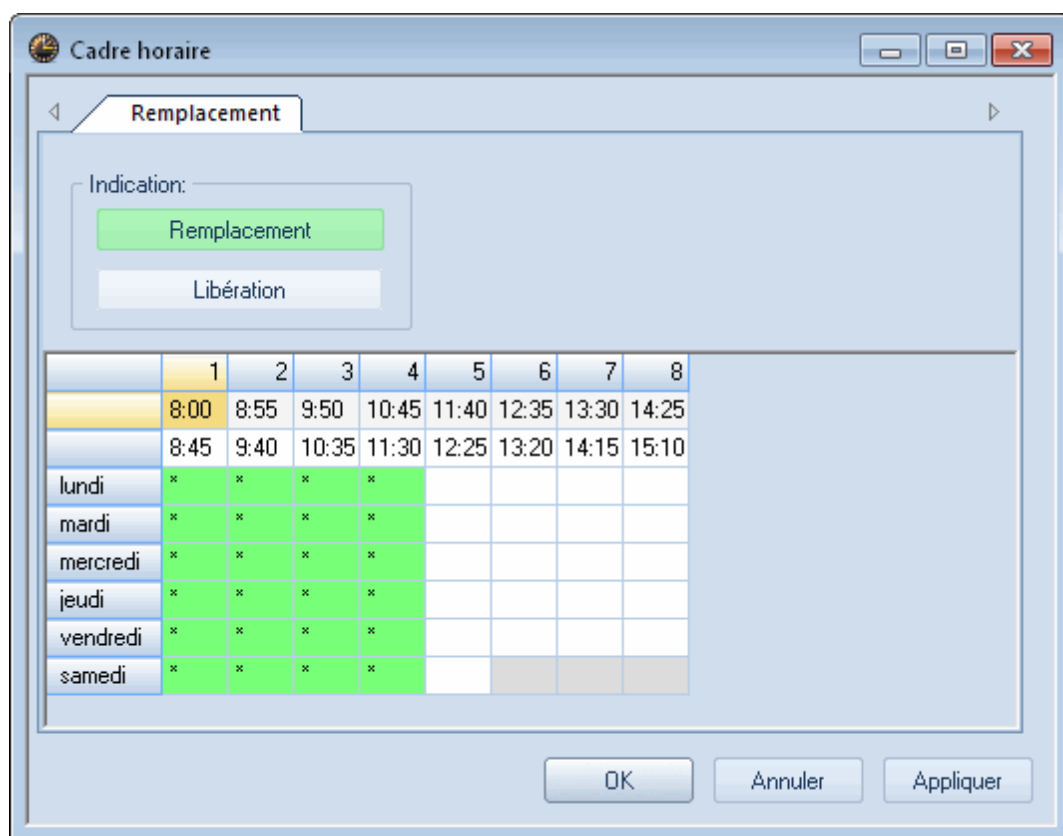 Cadre horaire
Remplacement
Indication:
Remplacement
Libération
1 2 3 4 5 6 7 8
8:00 8:55 9:50 10:45 11:40 12:35 13:30 14:25
8:45 9:40 10:35 11:30 12:25 13:20 14:15 15:10
lundi * * * *
mardi * * * *
mercredi * * * *
jeudi * * * *
vendredi * * * *
samedi * * * *
OK Annuler Appliquer